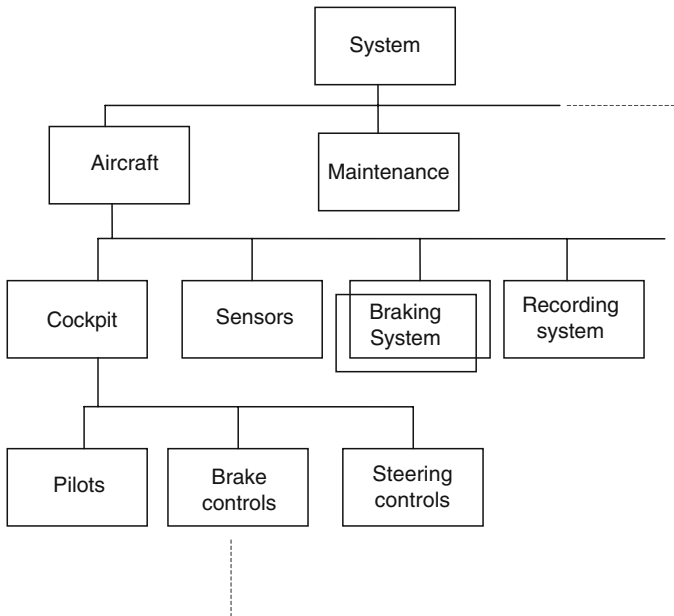 System
Aircraft
Maintenance
Cockpit
Sensors
Braking
System
Recording
system
Pilots
Brake
controls
Steering
controls